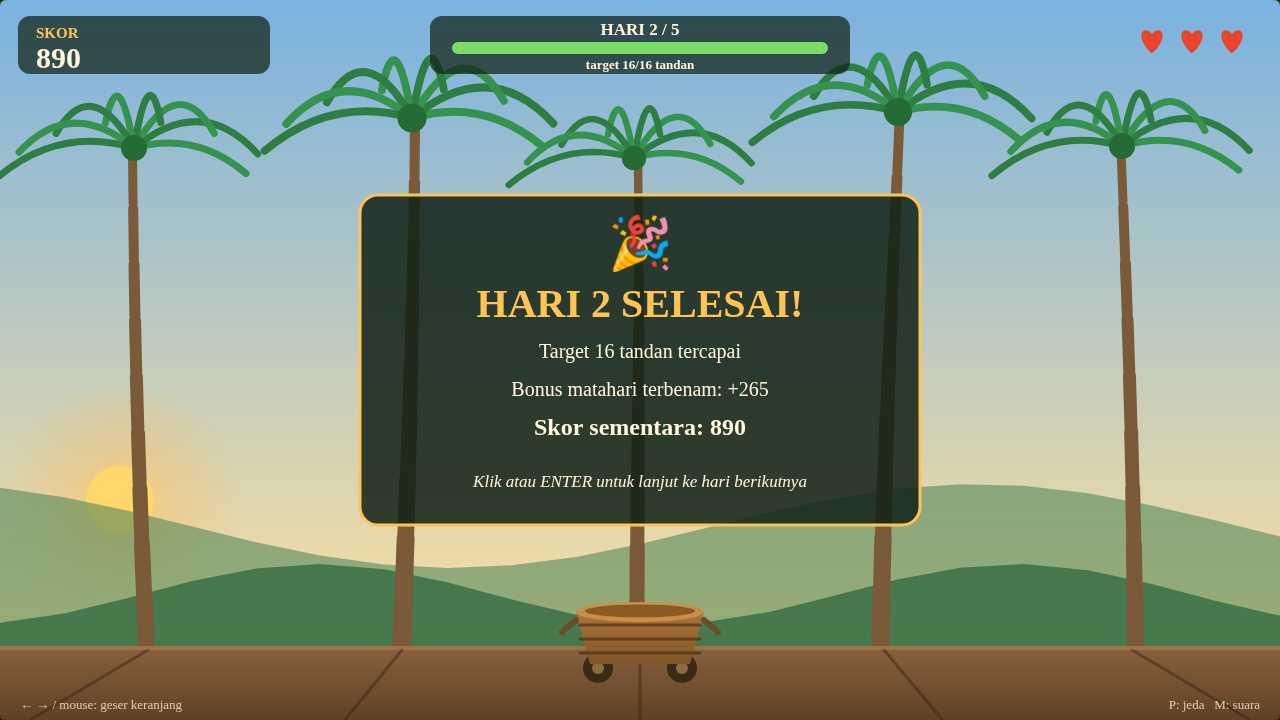 SKOR
890
HARI 2 / 5
target 16/16 tandan
HARI 2 SELESAI!
Target 16 tandan tercapai
Bonus matahari terbenam: +265
Skor sementara: 890
Klik atau ENTER untuk lanjut ke hari berikutnya
← → / mouse: geser keranjang
P: jeda M: suara